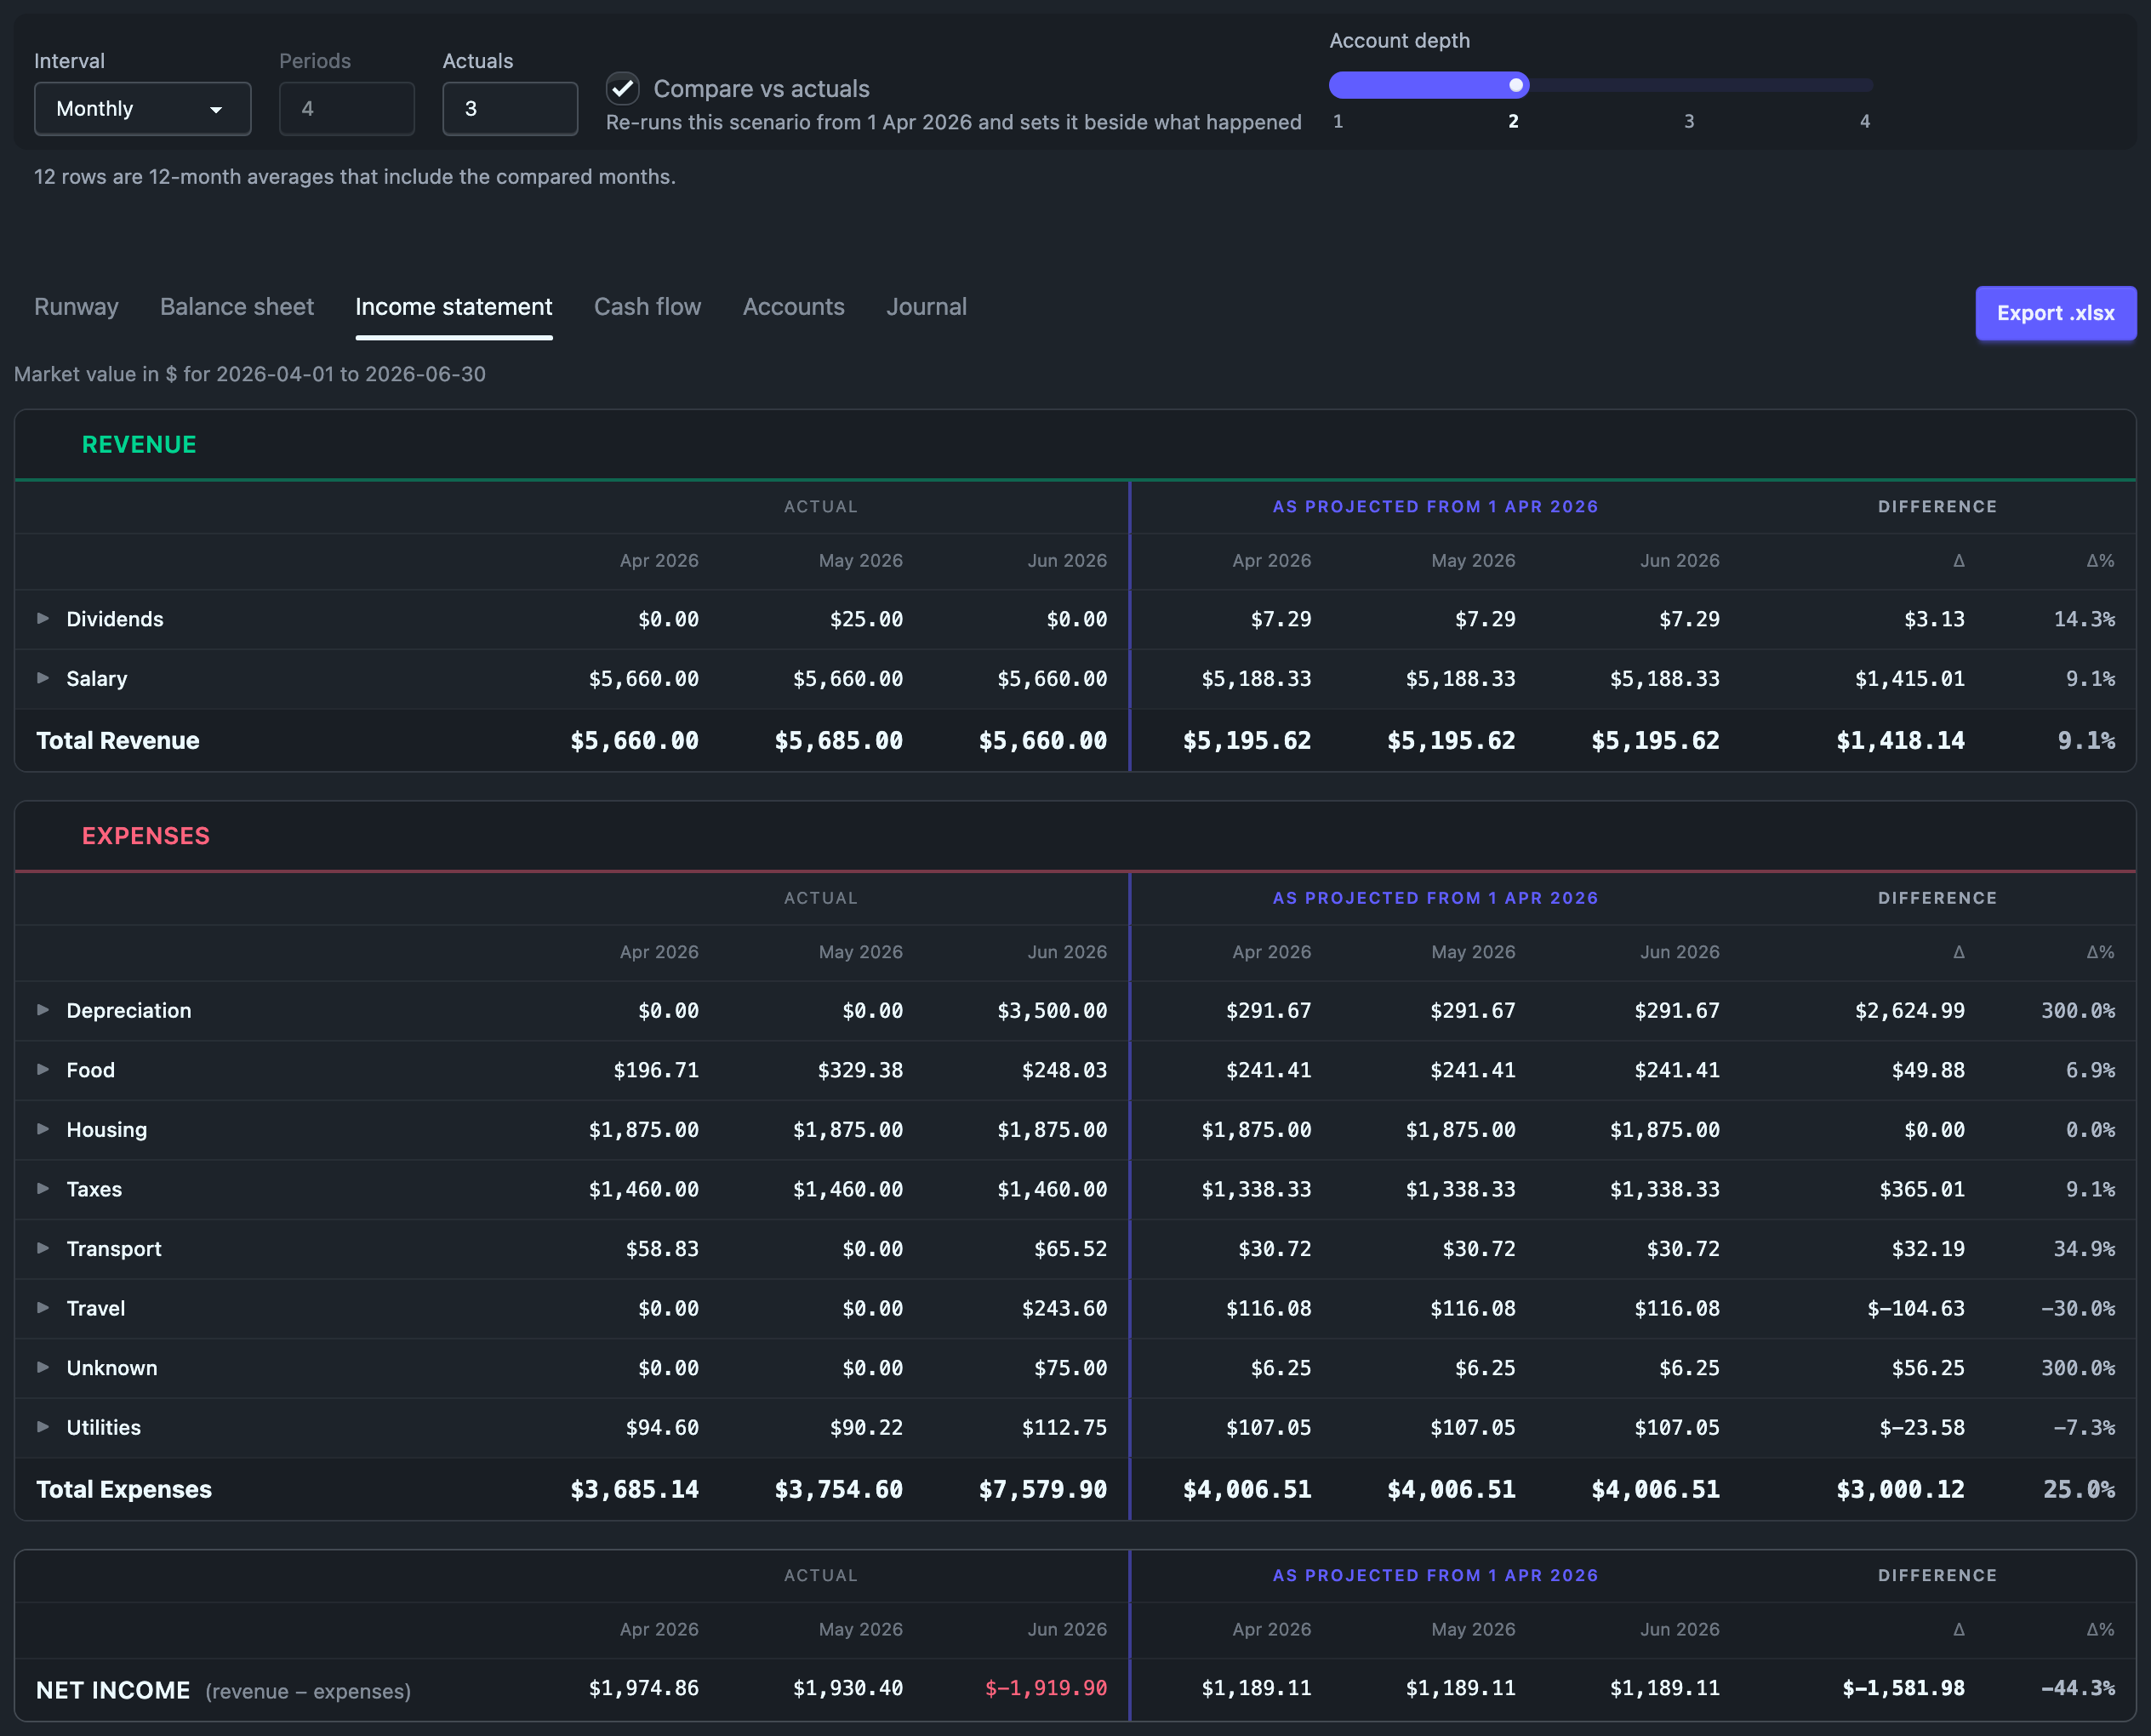 Account depth
Interval Periods Actuals
Monthly 4 3 Compare vs actuals
Re-runs this scenario from 1 Apr 2026 and sets it beside what happened 1 2 3 4
12 rows are 12-month averages that include the compared months.
Runway Balance sheet Income statement Cash flow Accounts Journal Export .xlsx
Market value in $ for 2026-04-01 to 2026-06-30
REVENUE
ACTUAL AS PROJECTED FROM 1 APR 2026 DIFFERENCE
Apr 2026 May 2026 Jun 2026 Apr 2026 May 2026 Jun 2026 Δ Δ%
Dividends $0.00 $25.00 $0.00 $7.29 $7.29 $7.29 $3.13 14.3%
Salary $5,660.00 $5,660.00 $5,660.00 $5,188.33 $5,188.33 $5,188.33 $1,415.01 9.1%
Total Revenue $5,660.00 $5,685.00 $5,660.00 $5,195.62 $5,195.62 $5,195.62 $1,418.14 9.1%
EXPENSES
ACTUAL AS PROJECTED FROM 1 APR 2026 DIFFERENCE
Apr 2026 May 2026 Jun 2026 Apr 2026 May 2026 Jun 2026 Δ Δ%
Depreciation $0.00 $0.00 $3,500.00 $291.67 $291.67 $291.67 $2,624.99 300.0%
Food $196.71 $329.38 $248.03 $241.41 $241.41 $241.41 $49.88 6.9%
Housing $1,875.00 $1,875.00 $1,875.00 $1,875.00 $1,875.00 $1,875.00 $0.00 0.0%
Taxes $1,460.00 $1,460.00 $1,460.00 $1,338.33 $1,338.33 $1,338.33 $365.01 9.1%
Transport $58.83 $0.00 $65.52 $30.72 $30.72 $30.72 $32.19 34.9%
Travel $0.00 $0.00 $243.60 $116.08 $116.08 $116.08 $−104.63 −30.0%
Unknown $0.00 $0.00 $75.00 $6.25 $6.25 $6.25 $56.25 300.0%
Utilities $94.60 $90.22 $112.75 $107.05 $107.05 $107.05 $−23.58 −7.3%
Total Expenses $3,685.14 $3,754.60 $7,579.90 $4,006.51 $4,006.51 $4,006.51 $3,000.12 25.0%
ACTUAL AS PROJECTED FROM 1 APR 2026 DIFFERENCE
Apr 2026 May 2026 Jun 2026 Apr 2026 May 2026 Jun 2026 Δ Δ%
NET INCOME (revenue – expenses) $1,974.86 $1,930.40 $−1,919.90 $1,189.11 $1,189.11 $1,189.11 $−1,581.98 −44.3%